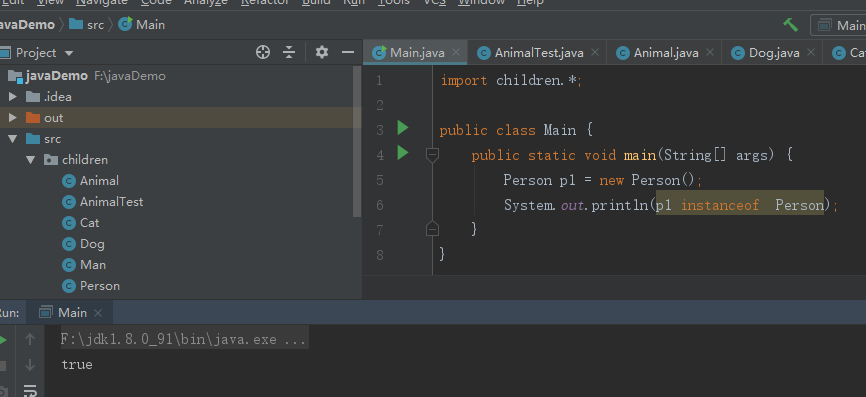 Edit View Navigate Code Analyze Refactor Build Run Tools VCS Window Help
avaDemo src Main
Main
Project
Main.java AnimalTest.java Animal.java Dog.java Ca
javaDemo F:\javaDemo
.idea
out
src
children
Animal
AnimalTest
Cat
Dog
Man
Person
1 import children.*;
2
3 public class Main {
4 public static void main(String[] args) {
5 Person p1 = new Person();
6 System.out.println(p1 instanceof  Person);
7 }
8 }
Run: Main
F:\jdk1.8.0_91\bin\java.exe ...
true